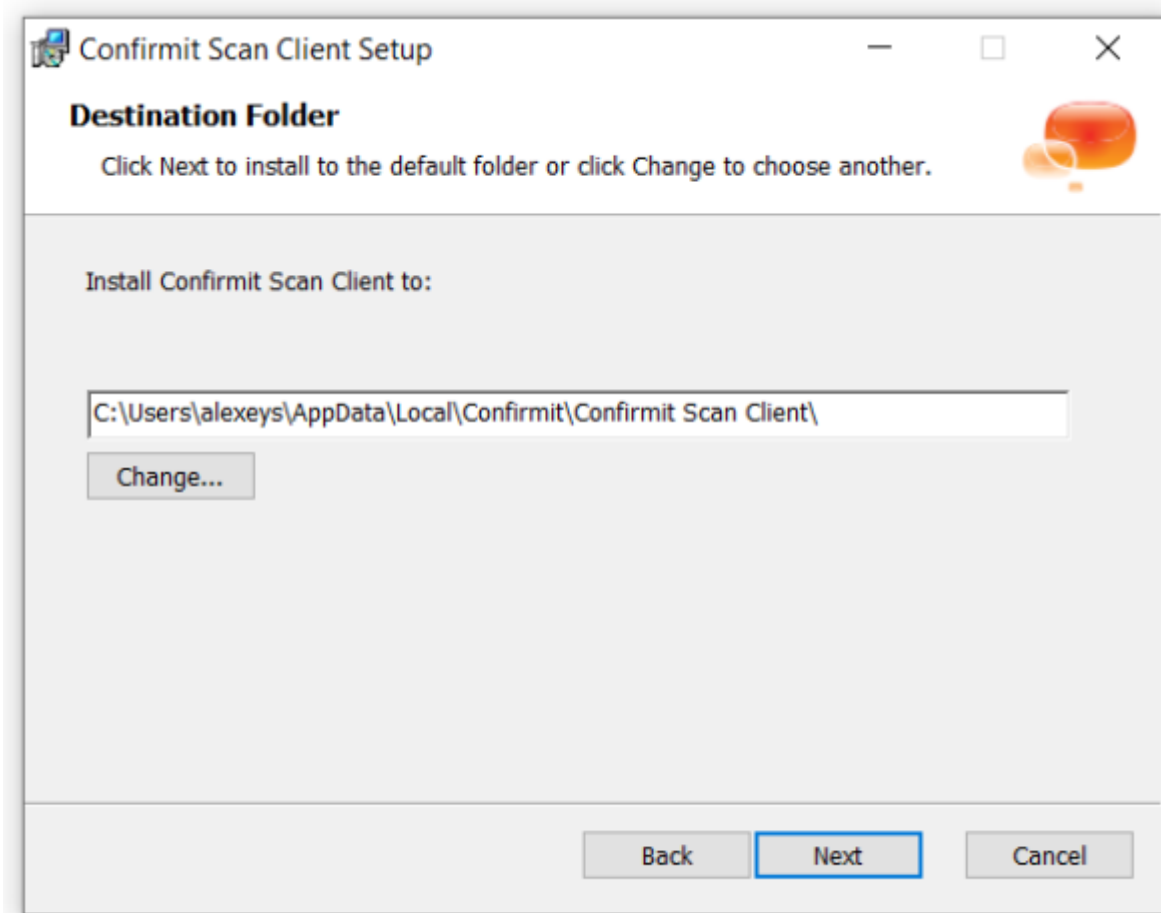 Confirmit Scan Client Setup
Destination Folder
Click Next to install to the default folder or click Change to choose another.
Install Confirmit Scan Client to:
C:\Users\alexeys\AppData\Local\Confirmit\Confirmit Scan Client\
Change...
Back Next Cancel